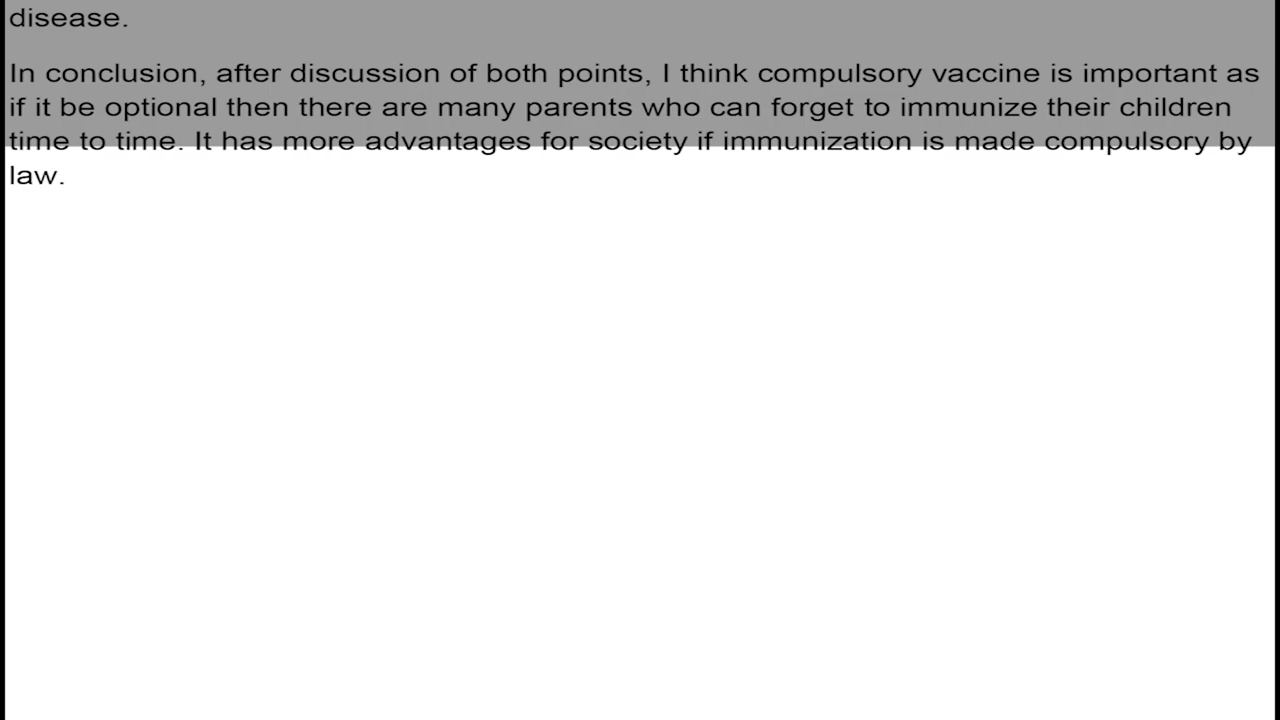 disease.
In conclusion, after discussion of both points, I think compulsory vaccine is important as
if it be optional then there are many parents who can forget to immunize their children
time to time. It has more advantages for society if immunization is made compulsory by
law.